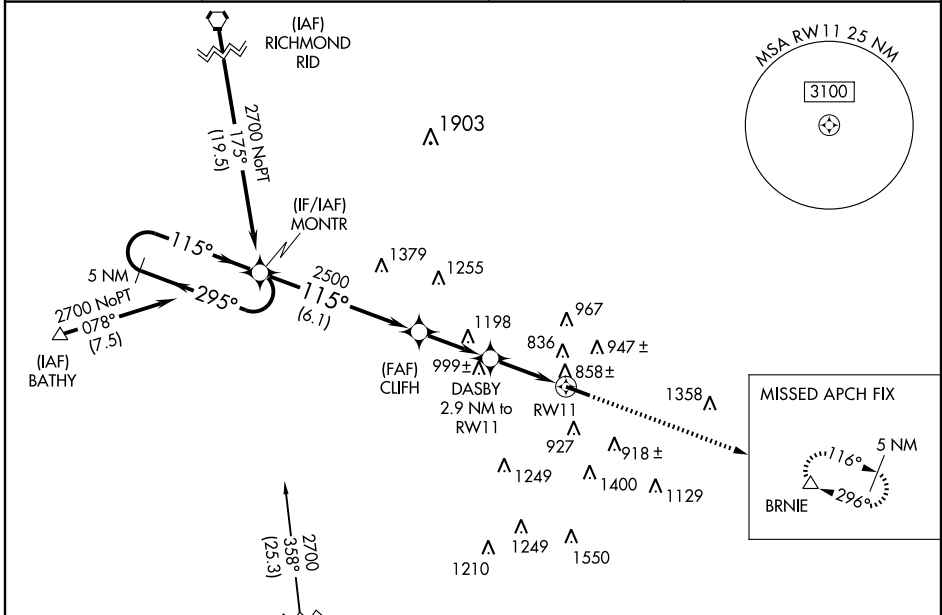 (IAF)
RICHMOND
RID
MSA RW11 25 NM
3100
2700 NoPT
175°
(19.5)
1903
(IF/IAF)
MONTR
115°
5 NM
295°
2700 NoPT
078°
(7.5)
(IAF)
BATHY
2500
115°
(6.1)
1379
1255
1198
999±
(FAF)
CLIFH
DASBY
2.9 NM to
RW11
967
836
947±
858±
RW11
1358
927
918±
1249
1400
1129
1249
1210
1550
2700
358°
(25.3)
MISSED APCH FIX
5 NM
116°
296°
BRNIE